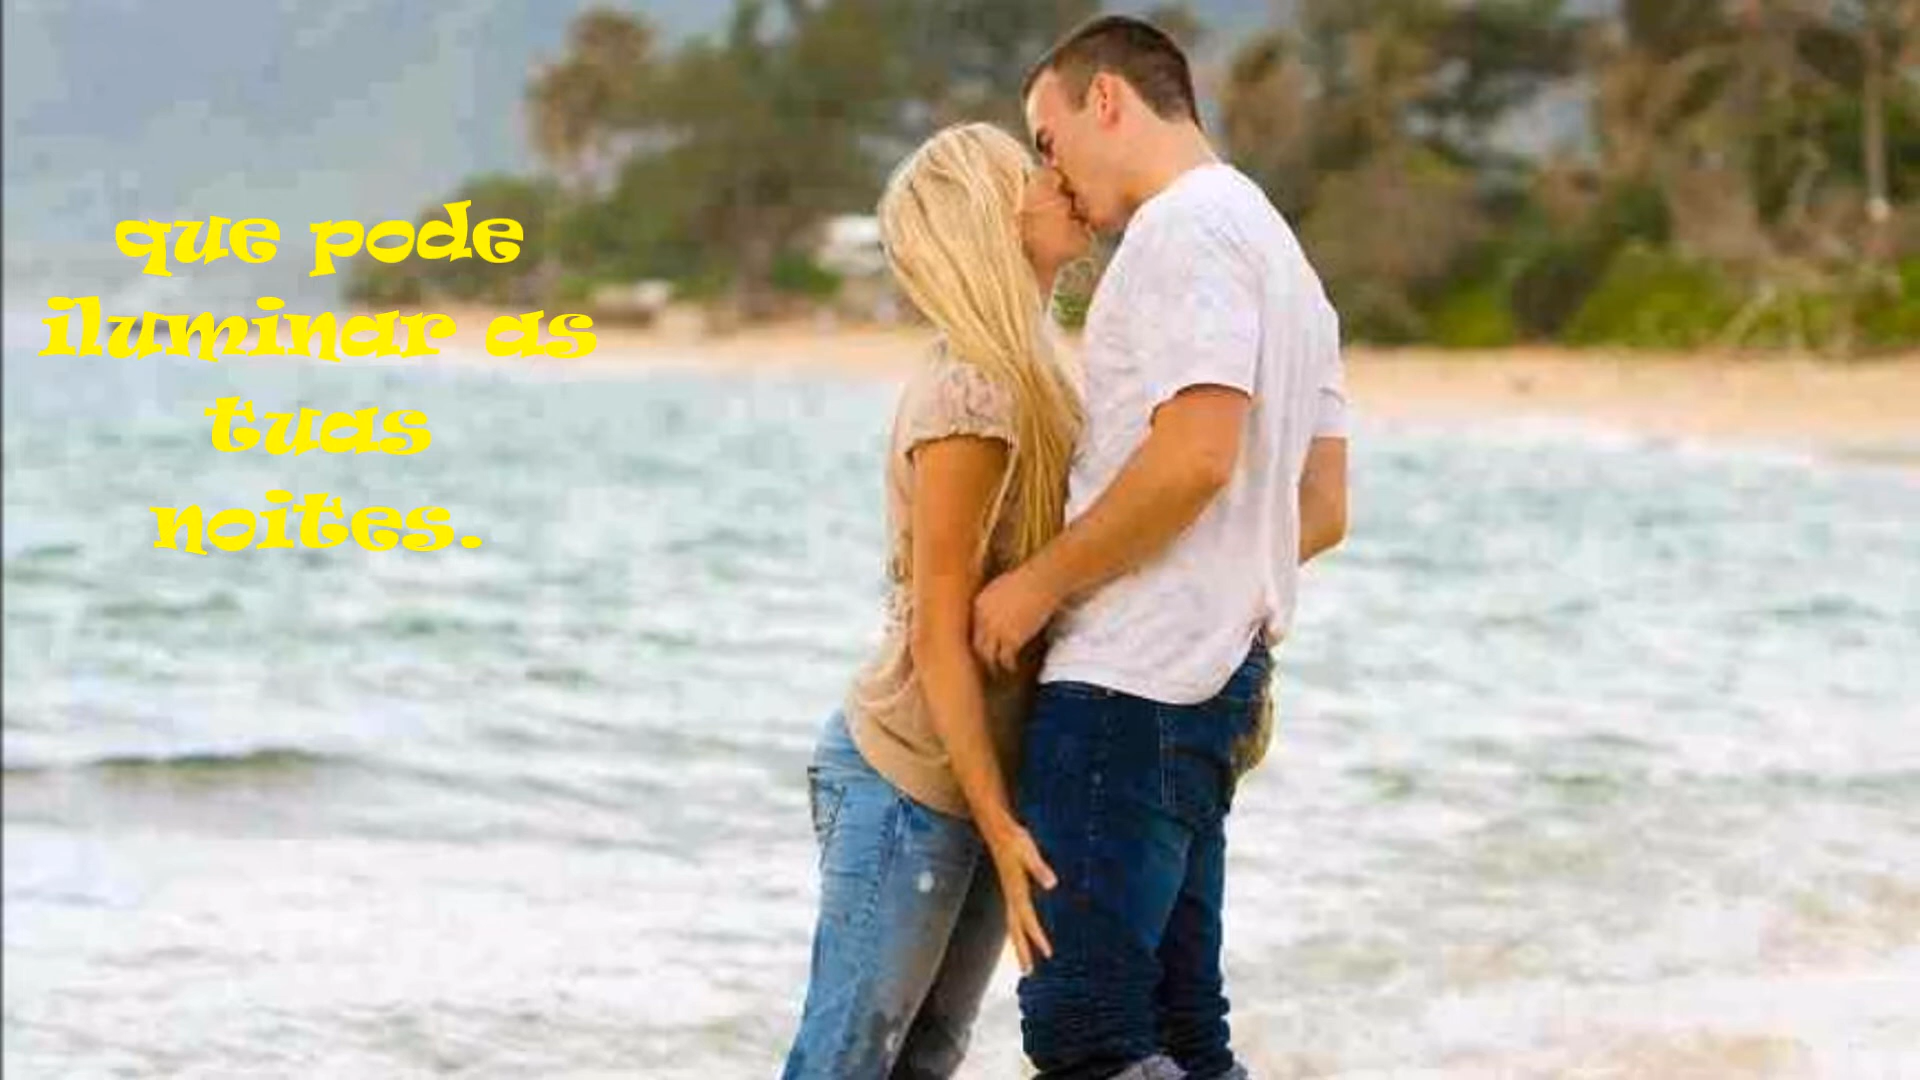 que pode
iluminar as
tuas
noites.